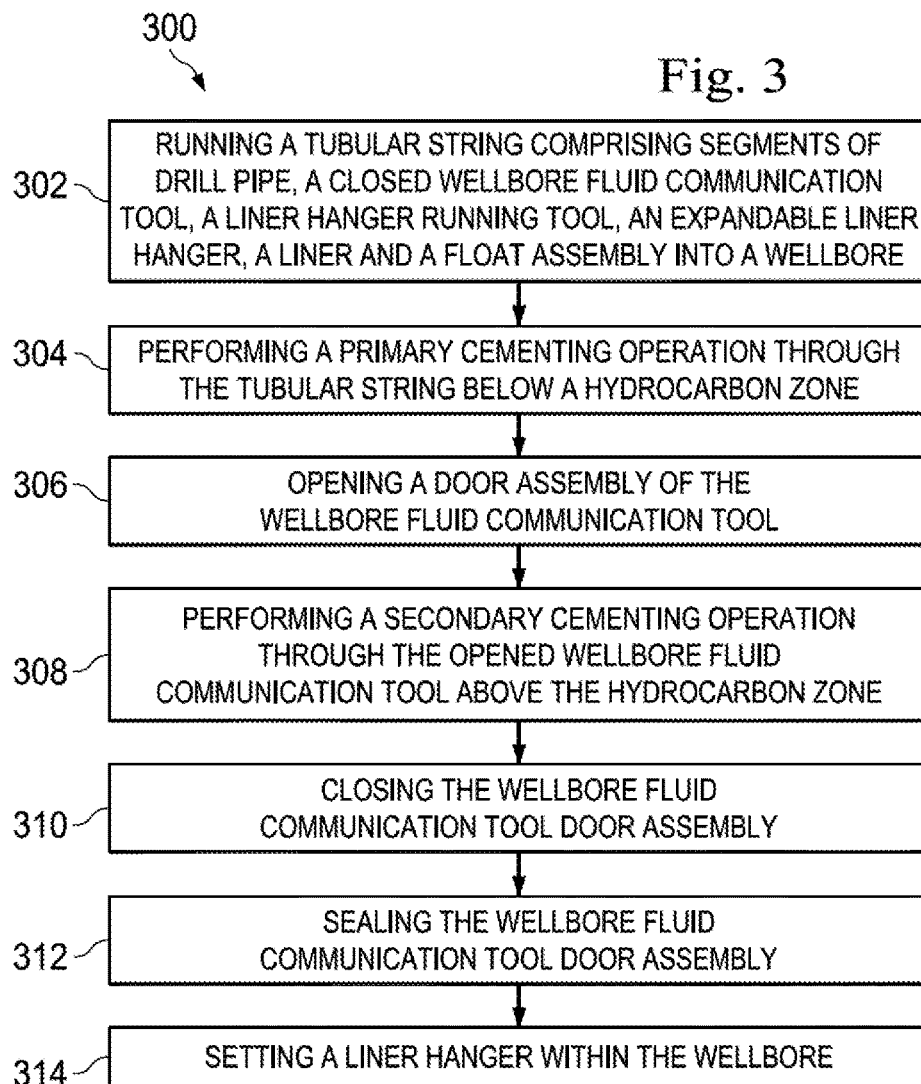 300
Fig. 3
302
RUNNING A TUBULAR STRING COMPRISING SEGMENTS OF
DRILL PIPE, A CLOSED WELLBORE FLUID COMMUNICATION
TOOL, A LINER HANGER RUNNING TOOL, AN EXPANDABLE LINER
HANGER, A LINER AND A FLOAT ASSEMBLY INTO A WELLBORE
304
PERFORMING A PRIMARY CEMENTING OPERATION THROUGH
THE TUBULAR STRING BELOW A HYDROCARBON ZONE
306
OPENING A DOOR ASSEMBLY OF THE
WELLBORE FLUID COMMUNICATION TOOL
308
PERFORMING A SECONDARY CEMENTING OPERATION
THROUGH THE OPENED WELLBORE FLUID
COMMUNICATION TOOL ABOVE THE HYDROCARBON ZONE
310
CLOSING THE WELLBORE FLUID
COMMUNICATION TOOL DOOR ASSEMBLY
312
SEALING THE WELLBORE FLUID
COMMUNICATION TOOL DOOR ASSEMBLY
314
SETTING A LINER HANGER WITHIN THE WELLBORE